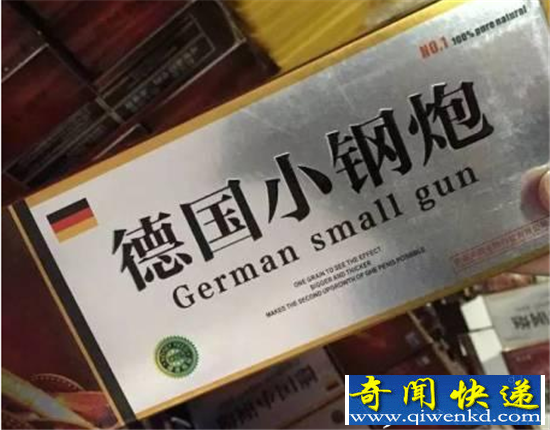 NO.1 100% pure natural
德国小钢炮
German small gun
ONE GRAIN TO SEE THE EFFECT,
BIGGER AND THICKER
MAKES THE SECOND UPGROWTH OF GHE PENIS POSSIBLE
奇闻快递
www.qiwenkd.com